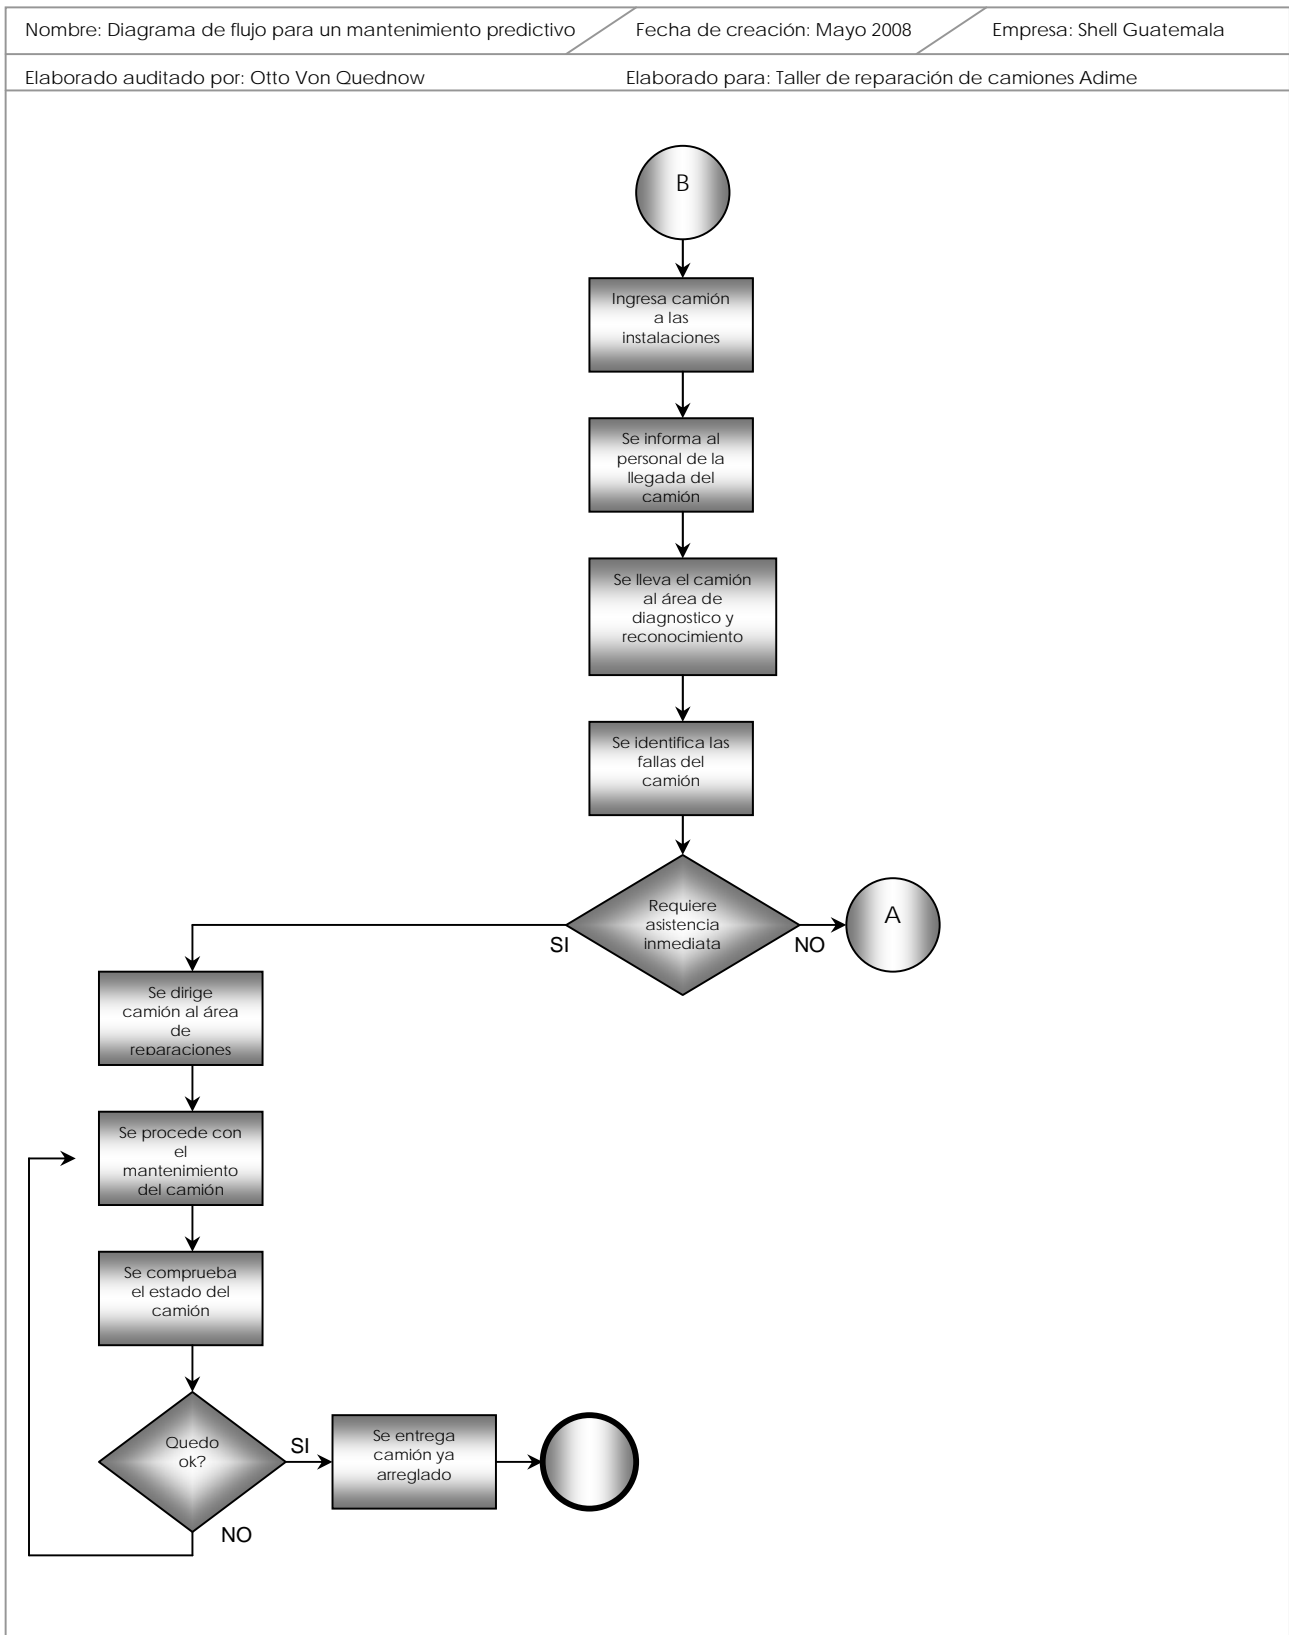 Nombre: Diagrama de flujo para un mantenimiento predictivo
Fecha de creación: Mayo 2008
Empresa: Shell Guatemala
Elaborado auditado por: Otto Von Quednow
Elaborado para: Taller de reparación de camiones Adime
B
Ingresa camión
a las
instalaciones
Se informa al
personal de la
llegada del
camión
Se lleva el camión
al área de
diagnostico y
reconocimiento
Se identifica las
fallas del
camión
Requiere
asistencia
inmediata
SI
NO
A
Se dirige
camión al área
de
reparaciones
Se procede con
el
mantenimiento
del camión
Se comprueba
el estado del
camión
Quedo
ok?
SI
NO
Se entrega
camión ya
arreglado